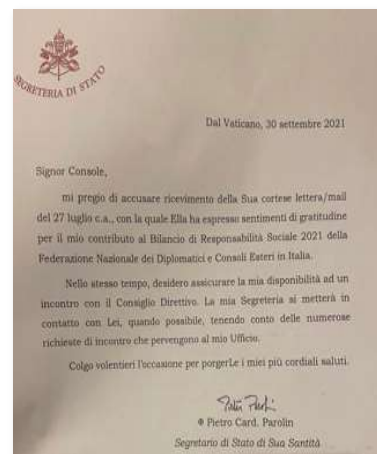 SEGRETERIA DI STATO
Dal Vaticano, 30 settembre 2021
Signor Console,
mi pregio di accusare ricevimento della Sua cortese lettera/mail
del 27 luglio c.a., con la quale Ella ha espresso sentimenti di gratitudine
per il mio contributo al Bilancio di Responsabilità Sociale 2021 della
Federazione Nazionale dei Diplomatici e Consoli Esteri in Italia.
Nello stesso tempo, desidero assicurare la mia disponibilità ad un
incontro con il Consiglio Direttivo. La mia Segreteria si metterà in
contatto con Lei, quando possibile, tenendo conto delle numerose
richieste di incontro che pervengono al mio Ufficio.
Colgo volentieri l'occasione per porgerLe i miei più cordiali saluti.
Pietro Card. Parolin
Segretario di Stato di Sua Santità